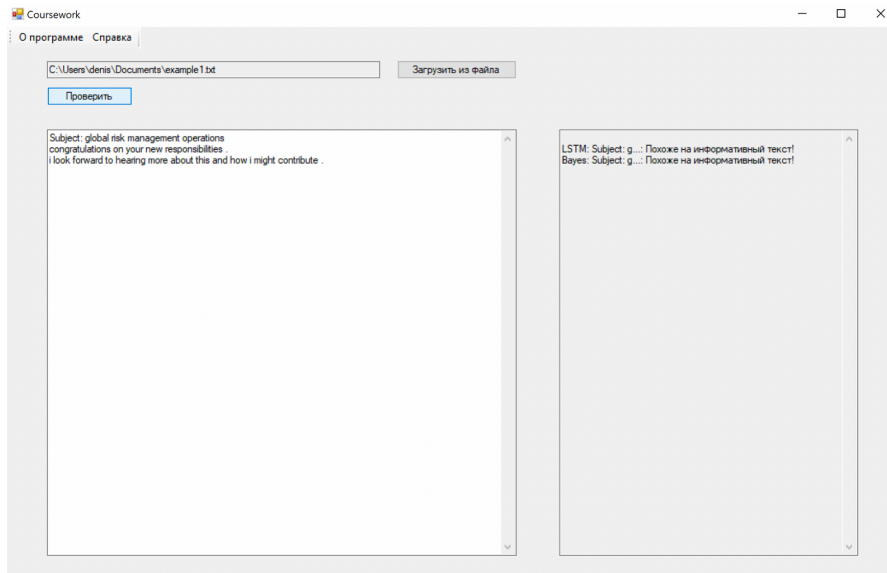 Coursework
О программе Справка
C:\Users\denis\Documents\example1.txt
Загрузить из файла
Проверить
Subject: global risk management operations
congratulations on your new responsibilities .
i look forward to hearing more about this and how i might contribute .
LSTM: Subject: g...: Похоже на информативный текст!
Bayes: Subject: g...: Похоже на информативный текст!